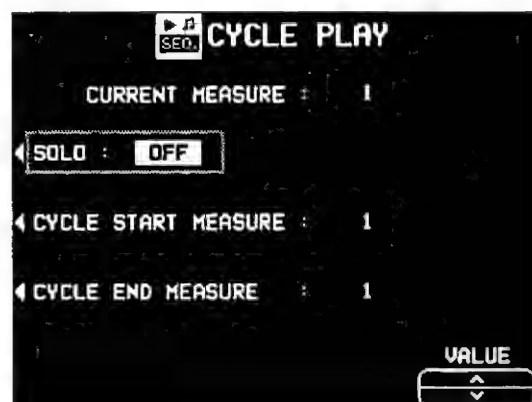 SEQ. CYCLE PLAY
CURRENT MEASURE : 1
SOLO : OFF
CYCLE START MEASURE : 1
CYCLE END MEASURE : 1
VALUE